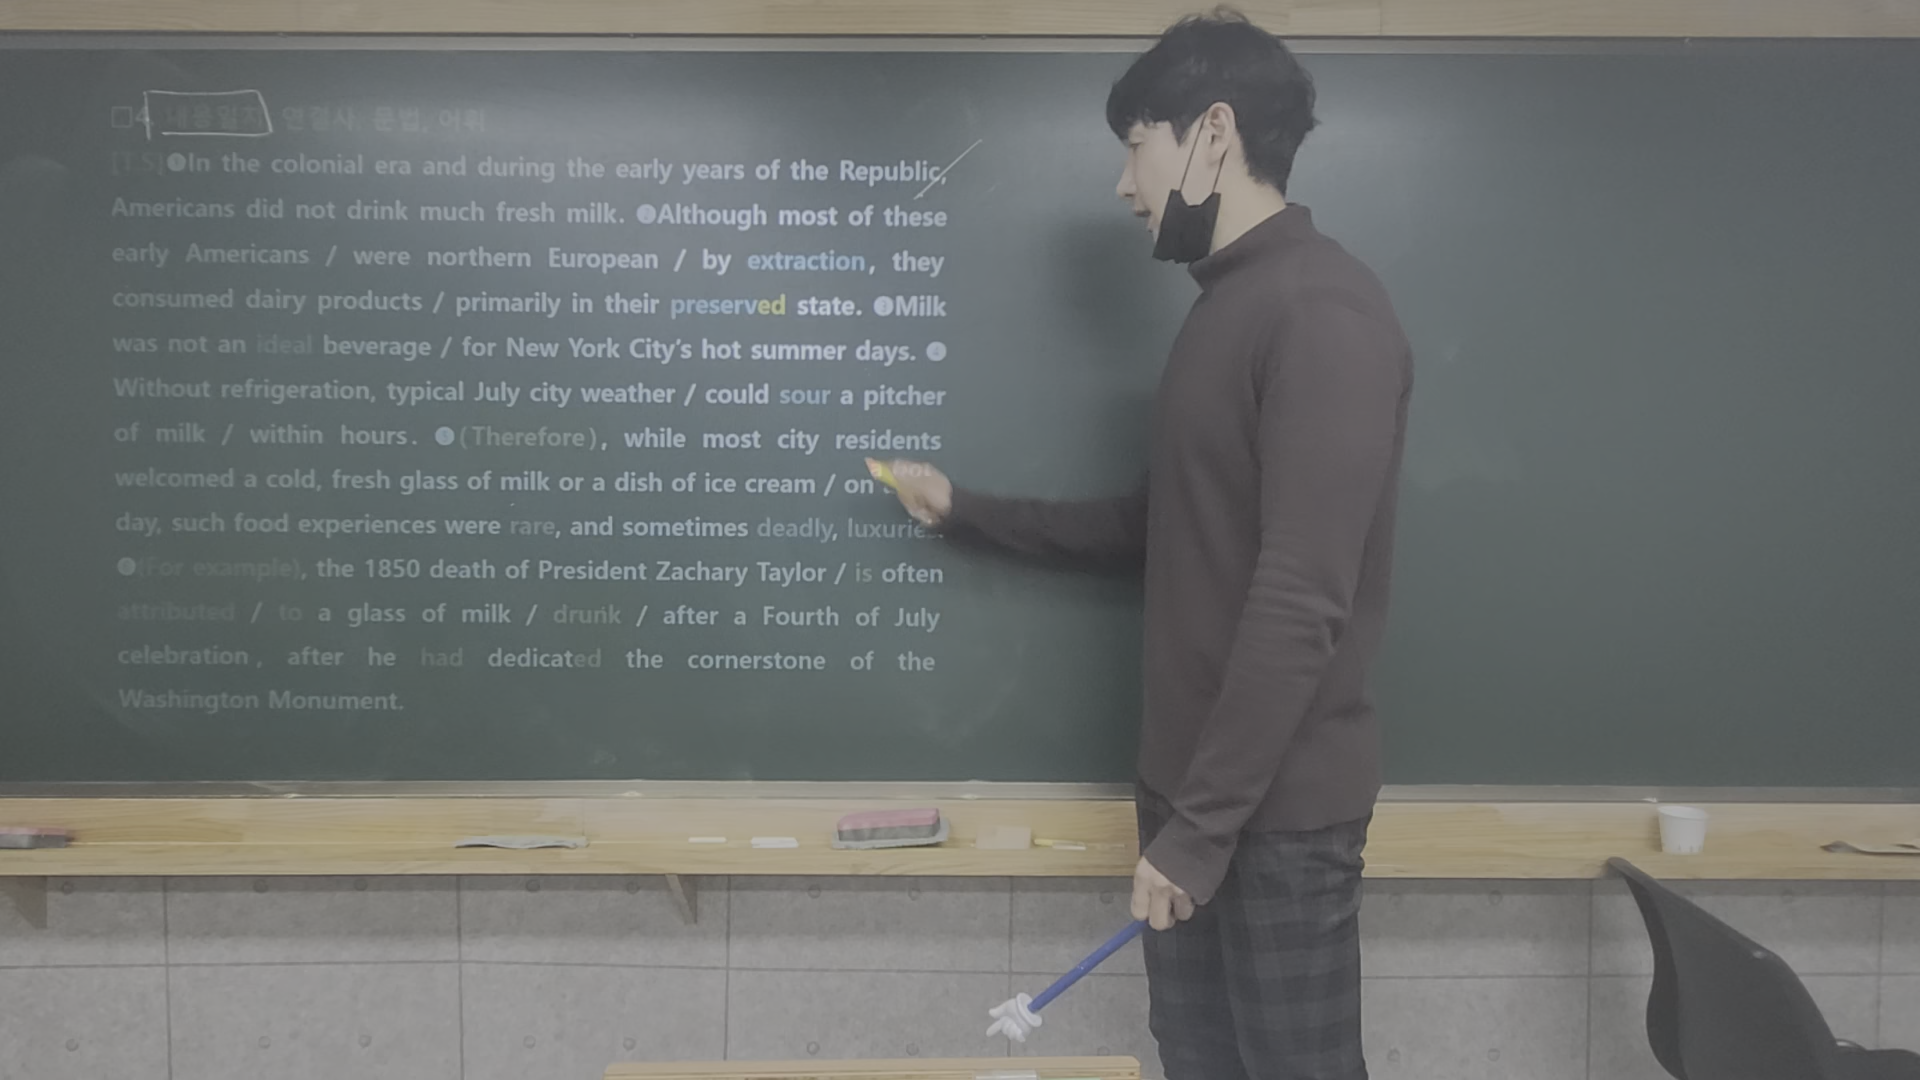 □4. 내용일치, 연결사, 문법, 어휘
[T.S]❶In the colonial era and during the early years of the Republic,
Americans did not drink much fresh milk. ❷Although most of these
early Americans / were northern European / by extraction, they
consumed dairy products / primarily in their preserved state. ❸Milk
was not an ideal beverage / for New York City's hot summer days. ❹
Without refrigeration, typical July city weather / could sour a pitcher
of milk / within hours. ❺(Therefore), while most city residents
welcomed a cold, fresh glass of milk or a dish of ice cream / on a hot
day, such food experiences were rare, and sometimes deadly, luxuries.
❻(For example), the 1850 death of President Zachary Taylor / is often
attributed / to a glass of milk / drunk / after a Fourth of July
celebration, after he had dedicated the cornerstone of the
Washington Monument.